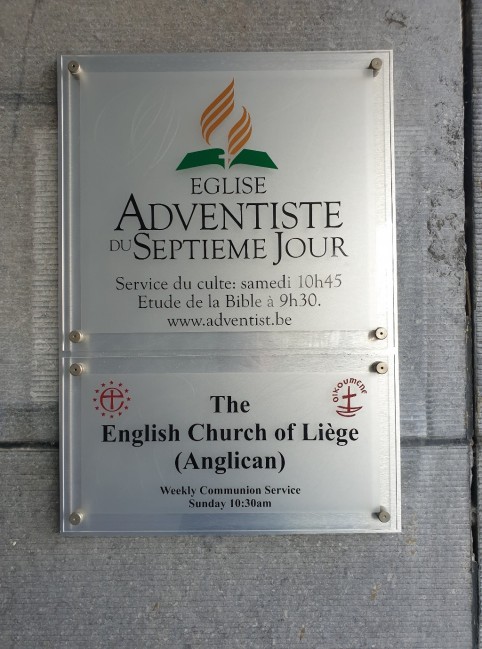 EGLISE
ADVENTISTE
DU SEPTIEME JOUR
Service du culte: samedi 10h45
Etude de la Bible à 9h30.
www.adventist.be
OIKOUMENE
The
English Church of Liège
(Anglican)
Weekly Communion Service
Sunday 10:30am